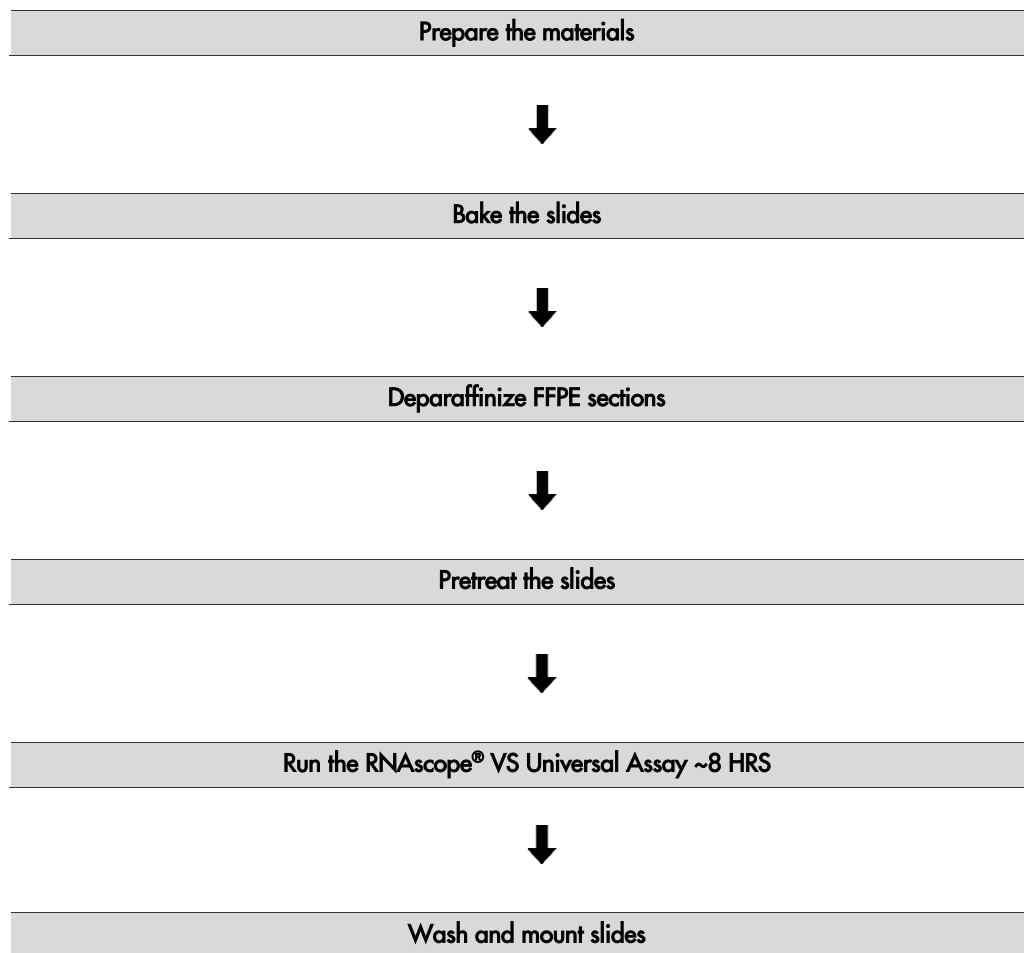 Prepare the materials
Bake the slides
Deparaffinize FFPE sections
Pretreat the slides
Run the RNAscope® VS Universal Assay ~8 HRS
Wash and mount slides